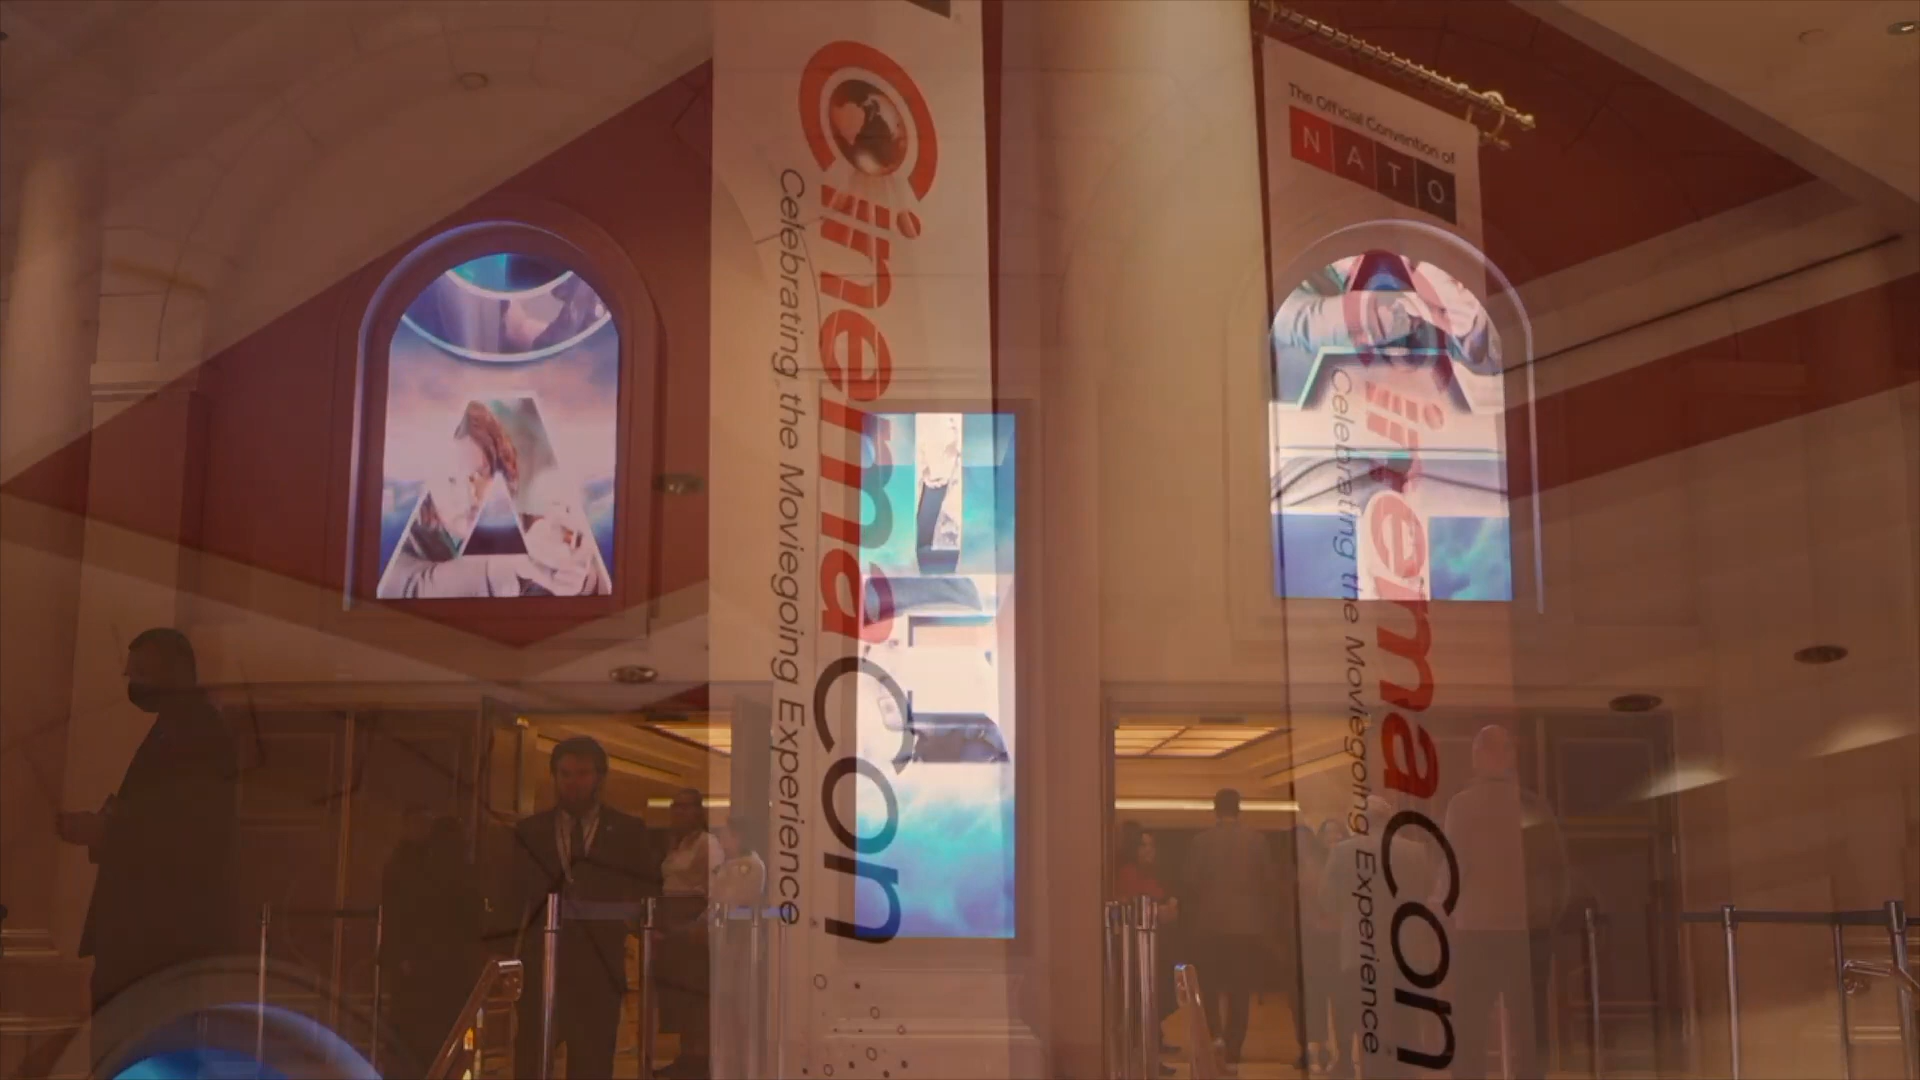 CinemaCon
Celebrating the Moviegoing Experience
The Official Convention of
NATO
CinemaCon
Celebrating the Moviegoing Experience